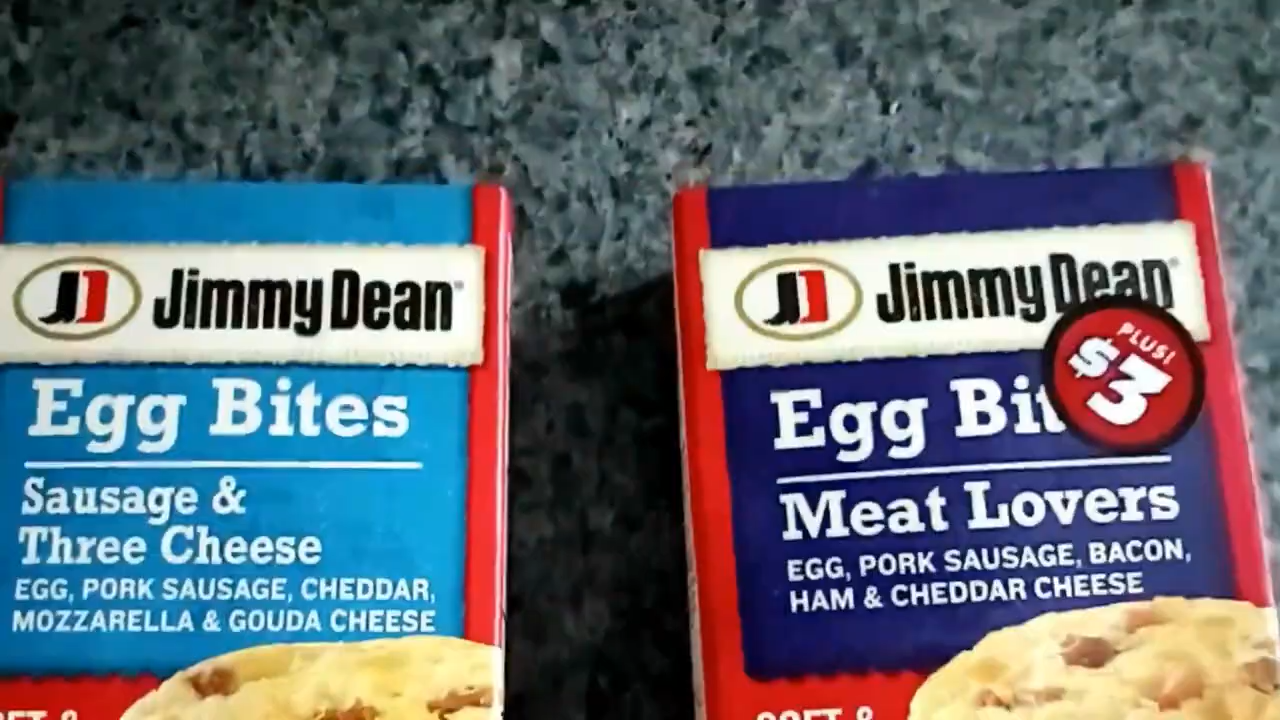 Jimmy Dean
Egg Bites
Sausage &
Three Cheese
EGG, PORK SAUSAGE, CHEDDAR,
MOZZARELLA & GOUDA CHEESE
Jimmy Dean
PLUS!
$3
Egg
Meat Lovers
EGG, PORK SAUSAGE, BACON,
HAM & CHEDDAR CHEESE